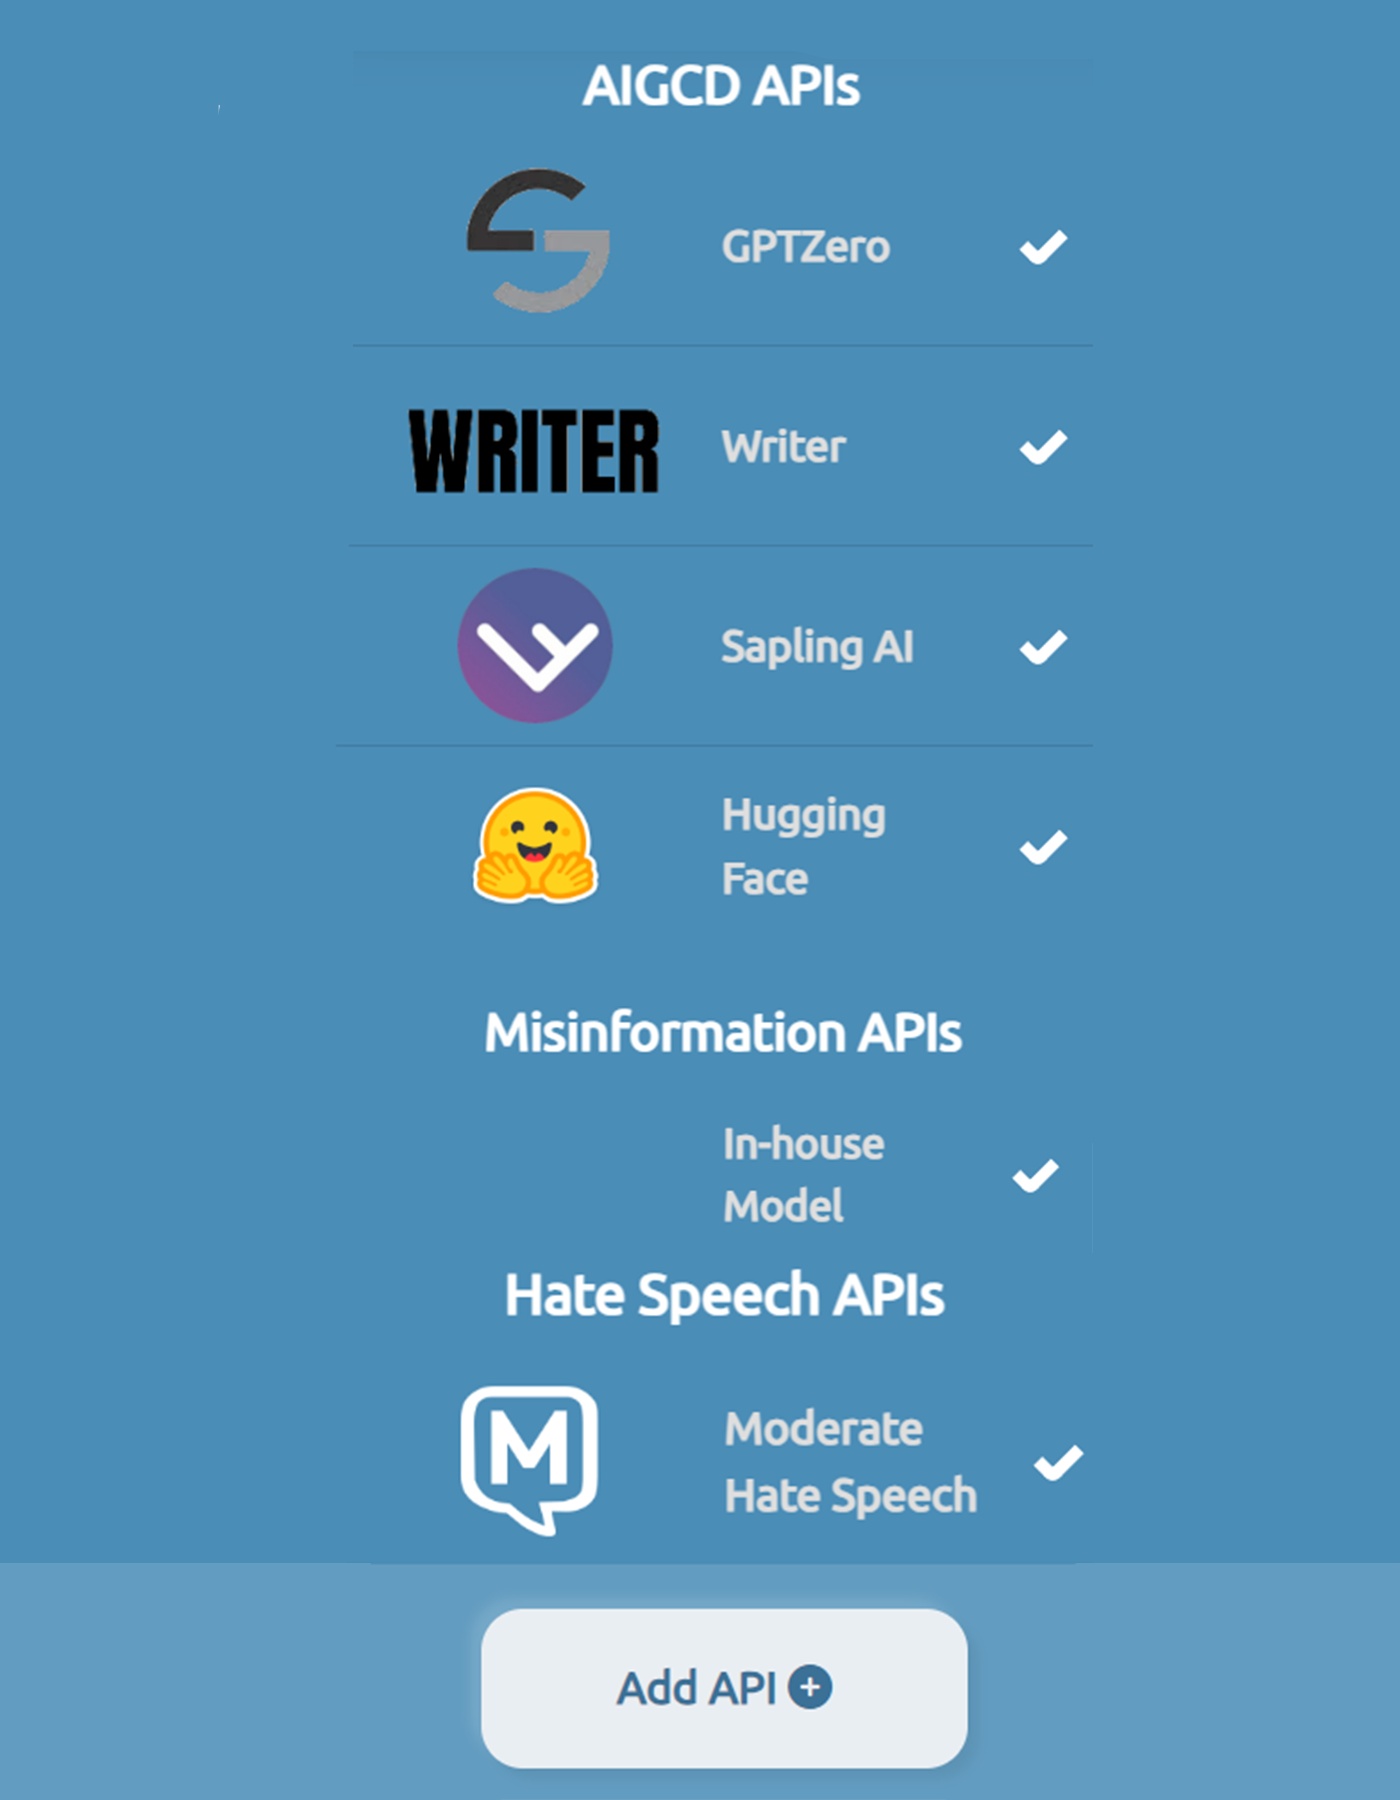 AIGCD APIs
GPTZero
WRITER
Writer
Sapling AI
Hugging
Face
Misinformation APIs
In-house
Model
Hate Speech APIs
M
Moderate
Hate Speech
Add API